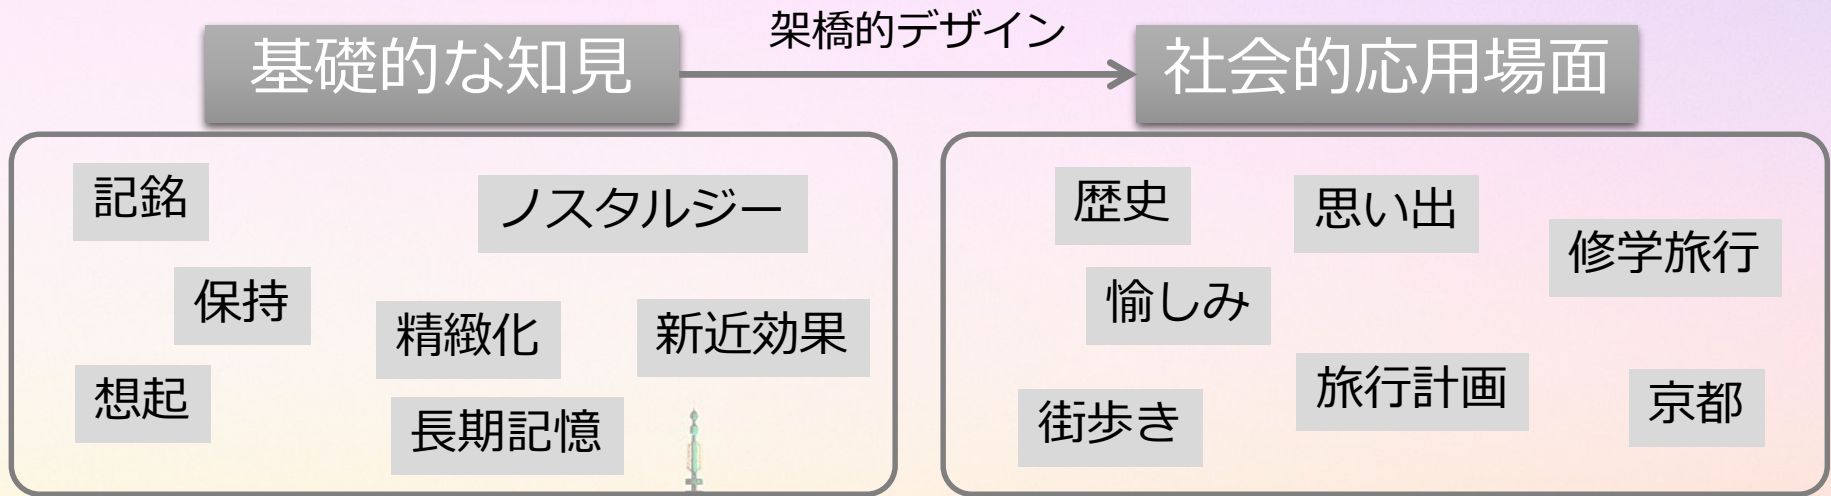 架橋的デザイン
基礎的な知見
社会的応用場面
記銘
ノスタルジー
保持
精緻化
新近効果
想起
長期記憶
歴史
思い出
修学旅行
愉しみ
旅行計画
京都
街歩き